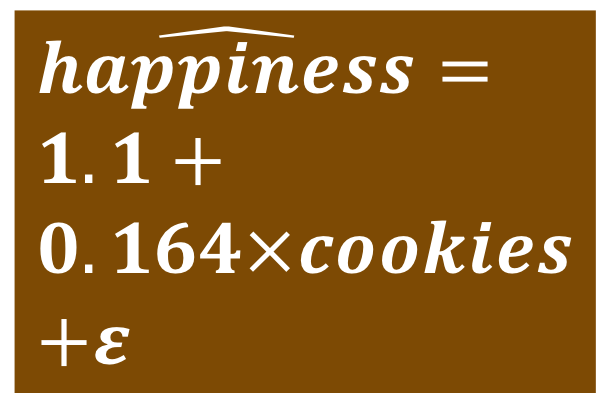 happiness^ =
1.1 +
0.164×cookies
+ε